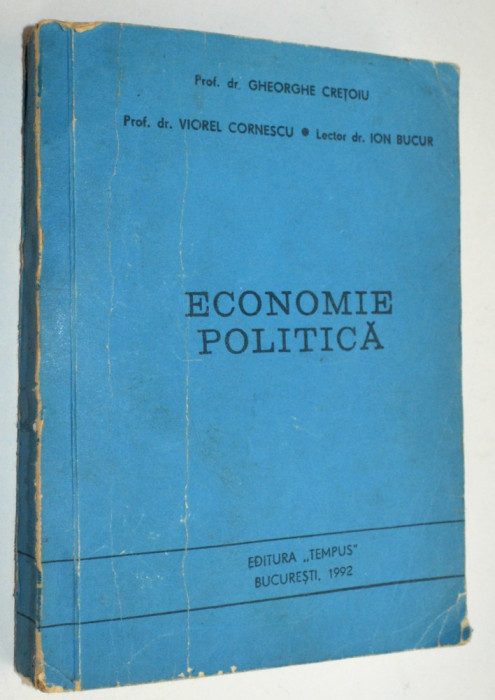 Prof. dr. GHEORGHE CREȚOIU
Prof. dr. VIOREL CORNESCU ● Lector dr. ION BUCUR
ECONOMIE
POLITICĂ
EDITURA „TEMPUS”
BUCUREȘTI, 1992